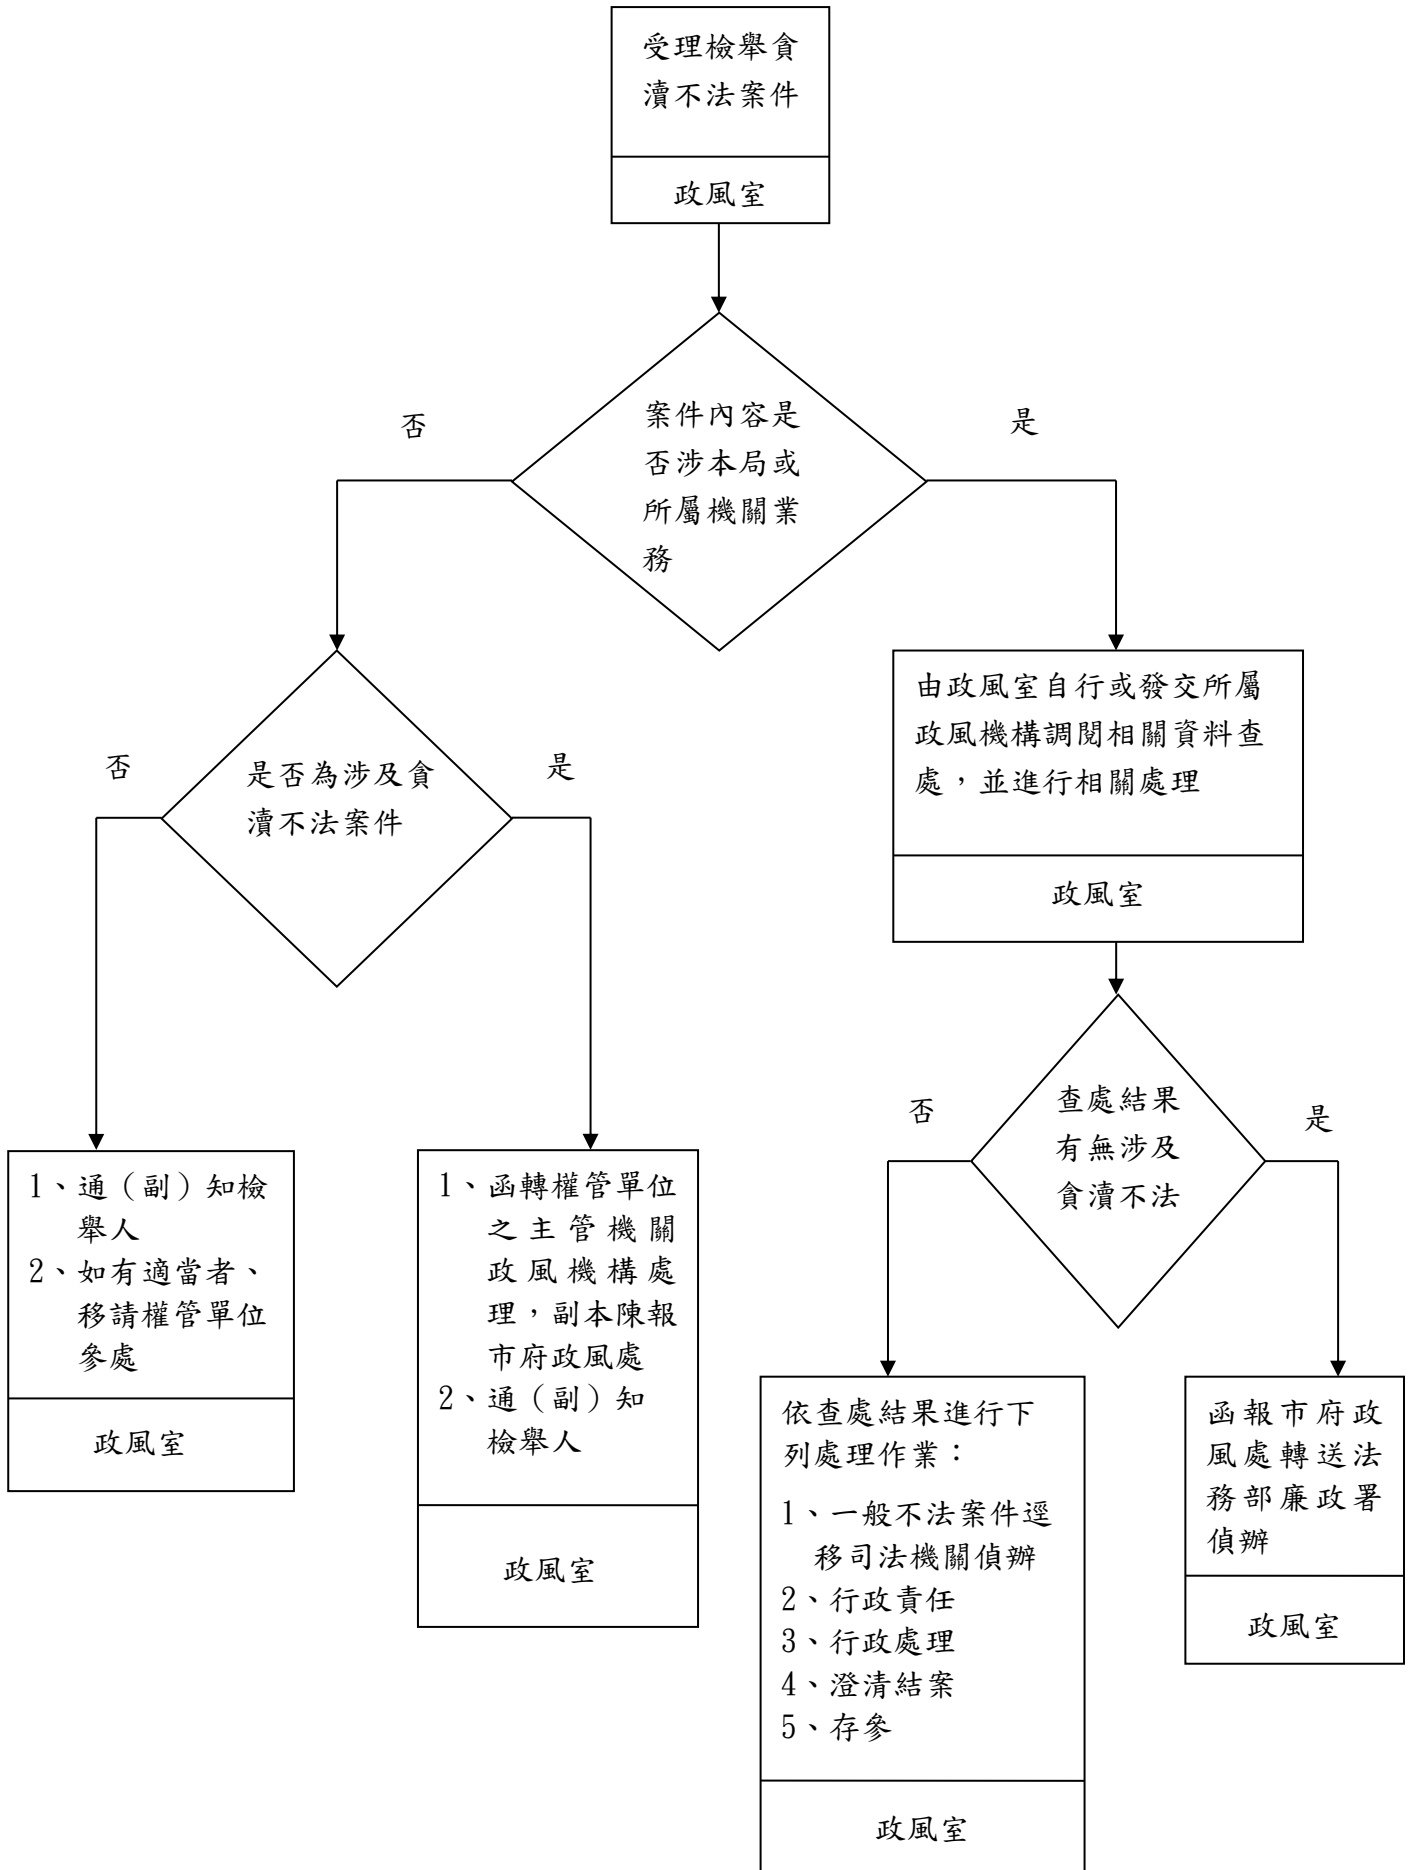 受理檢舉貪
瀆不法案件
政風室
案件內容是
否涉本局或
所屬機關業
務
否
是
由政風室自行或發交所屬
政風機構調閱相關資料查
處，並進行相關處理
政風室
是否為涉及貪
瀆不法案件
否
是
查處結果
有無涉及
貪瀆不法
否
是
1、通（副）知檢
舉人
2、如有適當者、
移請權管單位
參處
政風室
1、函轉權管單位
之主管機關
政風機構處
理，副本陳報
市府政風處
2、通（副）知
檢舉人
政風室
依查處結果進行下
列處理作業：
1、一般不法案件逕
移司法機關偵辦
2、行政責任
3、行政處理
4、澄清結案
5、存參
政風室
函報市府政
風處轉送法
務部廉政署
偵辦
政風室